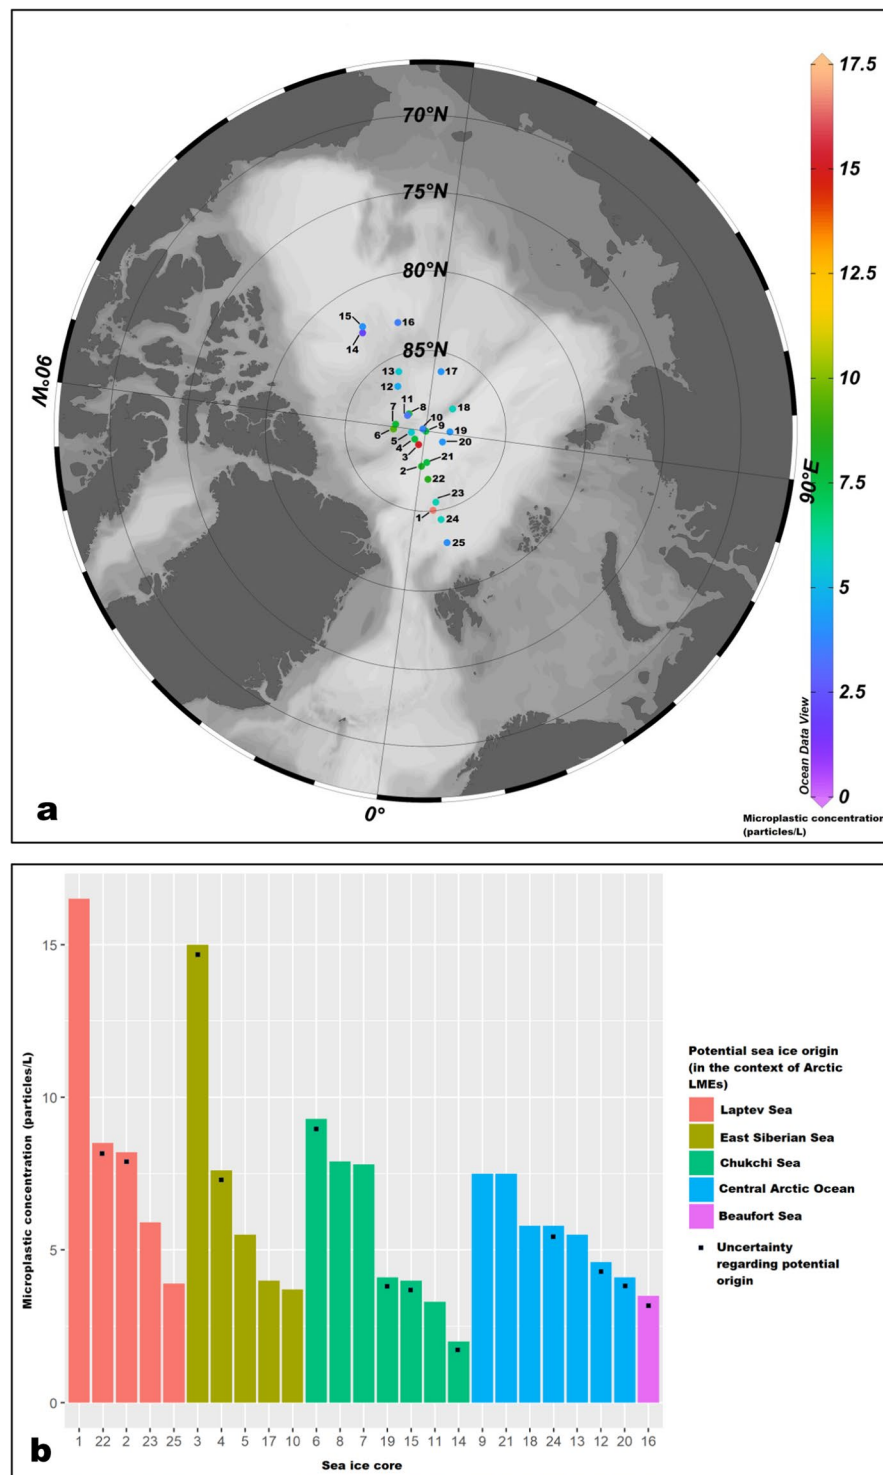 70°N
75°N
80°N
85°N
90°W
90°E
0°
15
14
16
13
12
17
11
8
7
10
18
6
5
9
19
4
20
3
2
21
22
23
1
24
25
a
17.5
15
12.5
10
7.5
5
2.5
0
Ocean Data View
Microplastic concentration
(particles/L)
Microplastic concentration (particles/L)
15
10
5
0
1 22 2 23 25 3 4 5 17 10 6 8 7 19 15 11 14 9 21 18 24 13 12 20 16
Sea ice core
b
Potential sea ice origin
(in the context of Arctic
LMEs)
Laptev Sea
East Siberian Sea
Chukchi Sea
Central Arctic Ocean
Beaufort Sea
Uncertainty
regarding potential
origin